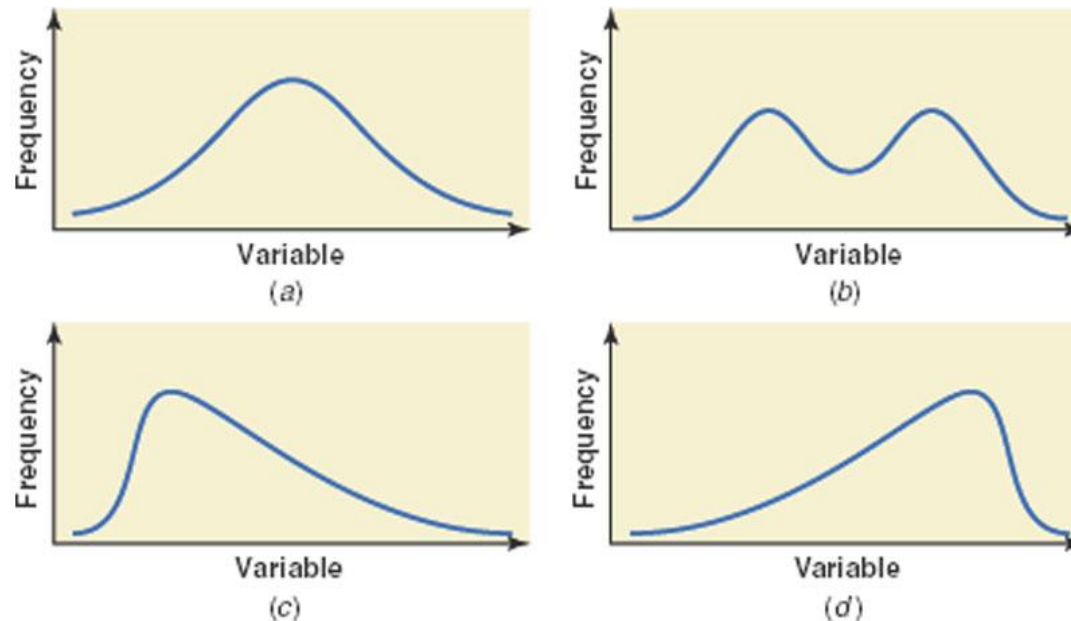 Frequency
Variable
(a)
Frequency
Variable
(b)
Frequency
Variable
(c)
Frequency
Variable
(d)